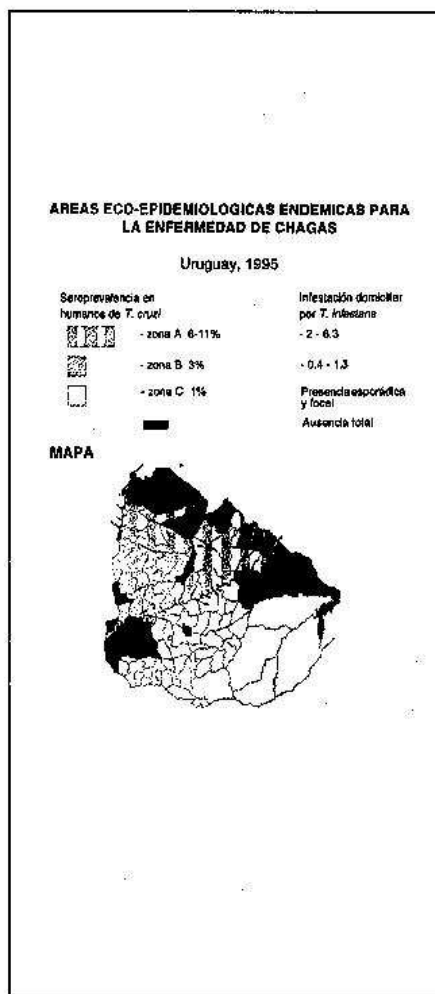 AREAS ECO-EPIDEMIOLOGICAS ENDEMICAS PARA
LA ENFERMEDAD DE CHAGAS
Uruguay, 1995
Seroprevalencia en
humanos de T. cruzi
Infestación domiciliar
por T. infestans
- zona A 6-11%
- 2 - 6.3
- zona B 3%
- 0.4 - 1.3
- zona C 1%
Presencia esporádica
y focal
Ausencia total
MAPA